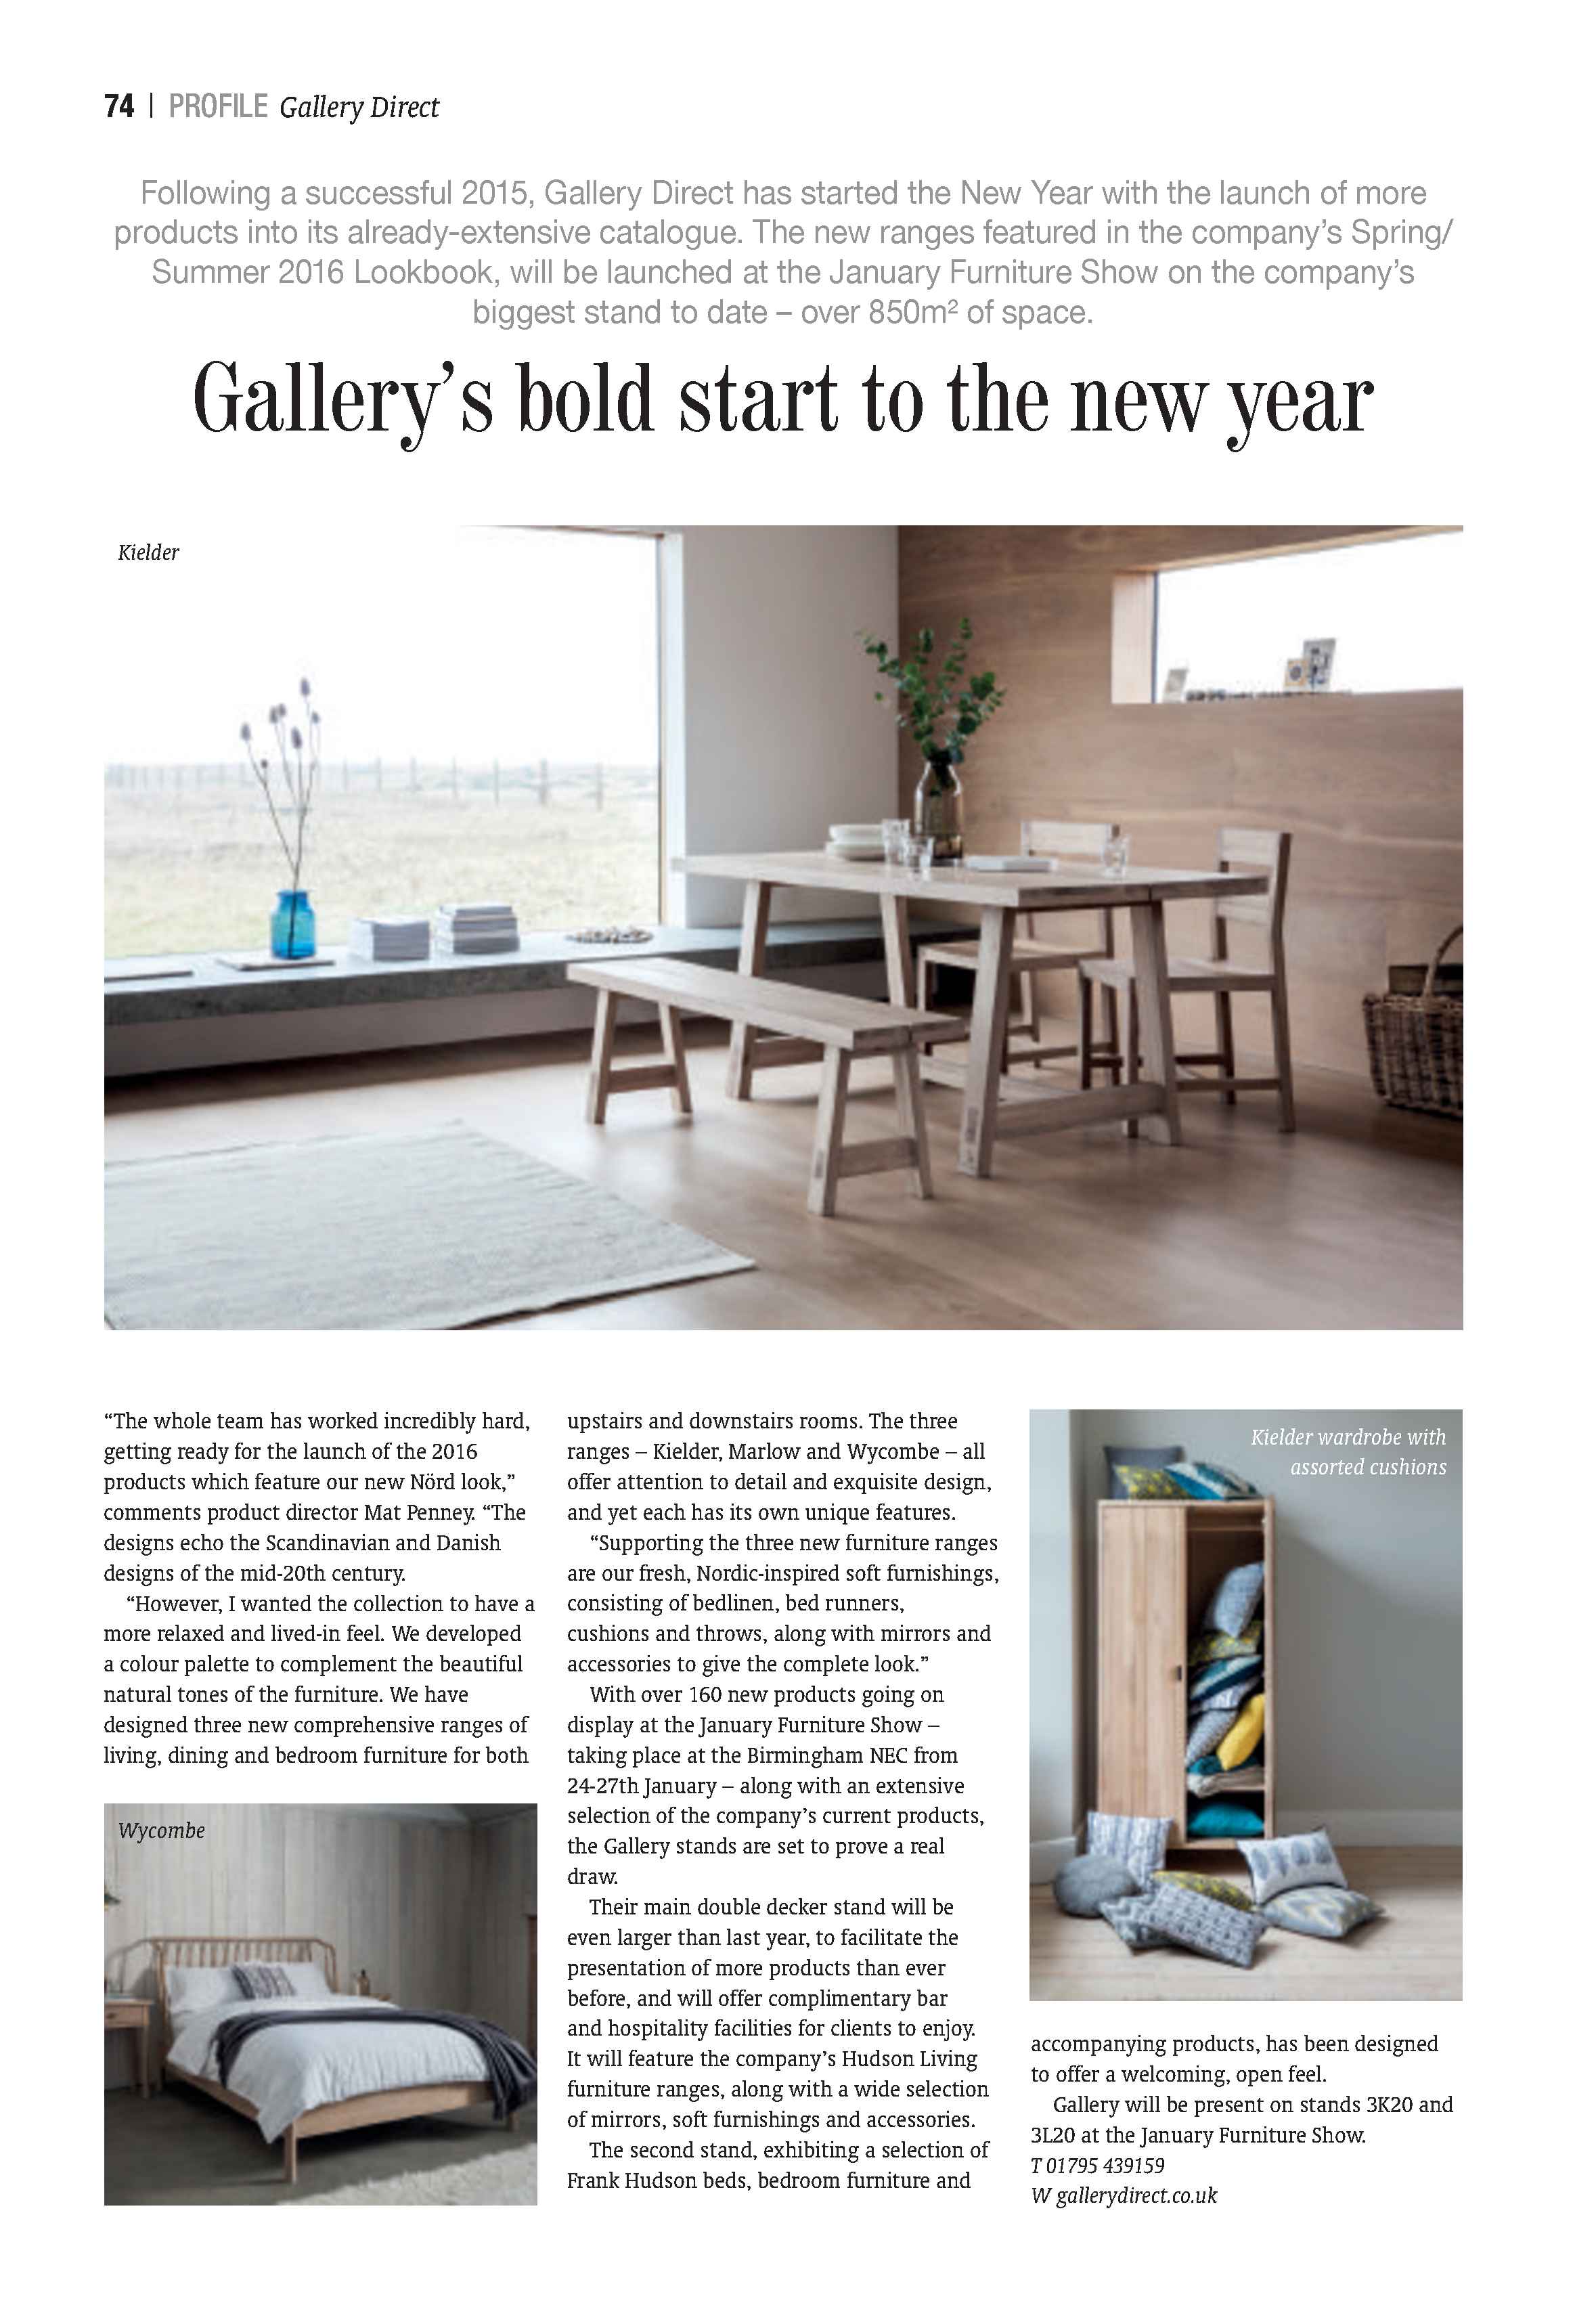 74 | PROFILE Gallery Direct
Following a successful 2015, Gallery Direct has started the New Year with the launch of more
products into its already-extensive catalogue. The new ranges featured in the company’s Spring/
Summer 2016 Lookbook, will be launched at the January Furniture Show on the company’s
biggest stand to date – over 850m² of space.
Gallery’s bold start to the new year
Kielder
“The whole team has worked incredibly hard,
getting ready for the launch of the 2016
products which feature our new Nörd look,”
comments product director Mat Penney. “The
designs echo the Scandinavian and Danish
designs of the mid-20th century.
“However, I wanted the collection to have a
more relaxed and lived-in feel. We developed
a colour palette to complement the beautiful
natural tones of the furniture. We have
designed three new comprehensive ranges of
living, dining and bedroom furniture for both
Wycombe
upstairs and downstairs rooms. The three
ranges – Kielder, Marlow and Wycombe – all
offer attention to detail and exquisite design,
and yet each has its own unique features.
“Supporting the three new furniture ranges
are our fresh, Nordic-inspired soft furnishings,
consisting of bedlinen, bed runners,
cushions and throws, along with mirrors and
accessories to give the complete look.”
With over 160 new products going on
display at the January Furniture Show –
taking place at the Birmingham NEC from
24-27th January – along with an extensive
selection of the company’s current products,
the Gallery stands are set to prove a real
draw.
Their main double decker stand will be
even larger than last year, to facilitate the
presentation of more products than ever
before, and will offer complimentary bar
and hospitality facilities for clients to enjoy.
It will feature the company’s Hudson Living
furniture ranges, along with a wide selection
of mirrors, soft furnishings and accessories.
The second stand, exhibiting a selection of
Frank Hudson beds, bedroom furniture and
Kielder wardrobe with
assorted cushions
accompanying products, has been designed
to offer a welcoming, open feel.
Gallery will be present on stands 3K20 and
3L20 at the January Furniture Show.
T 01795 439159
W gallerydirect.co.uk